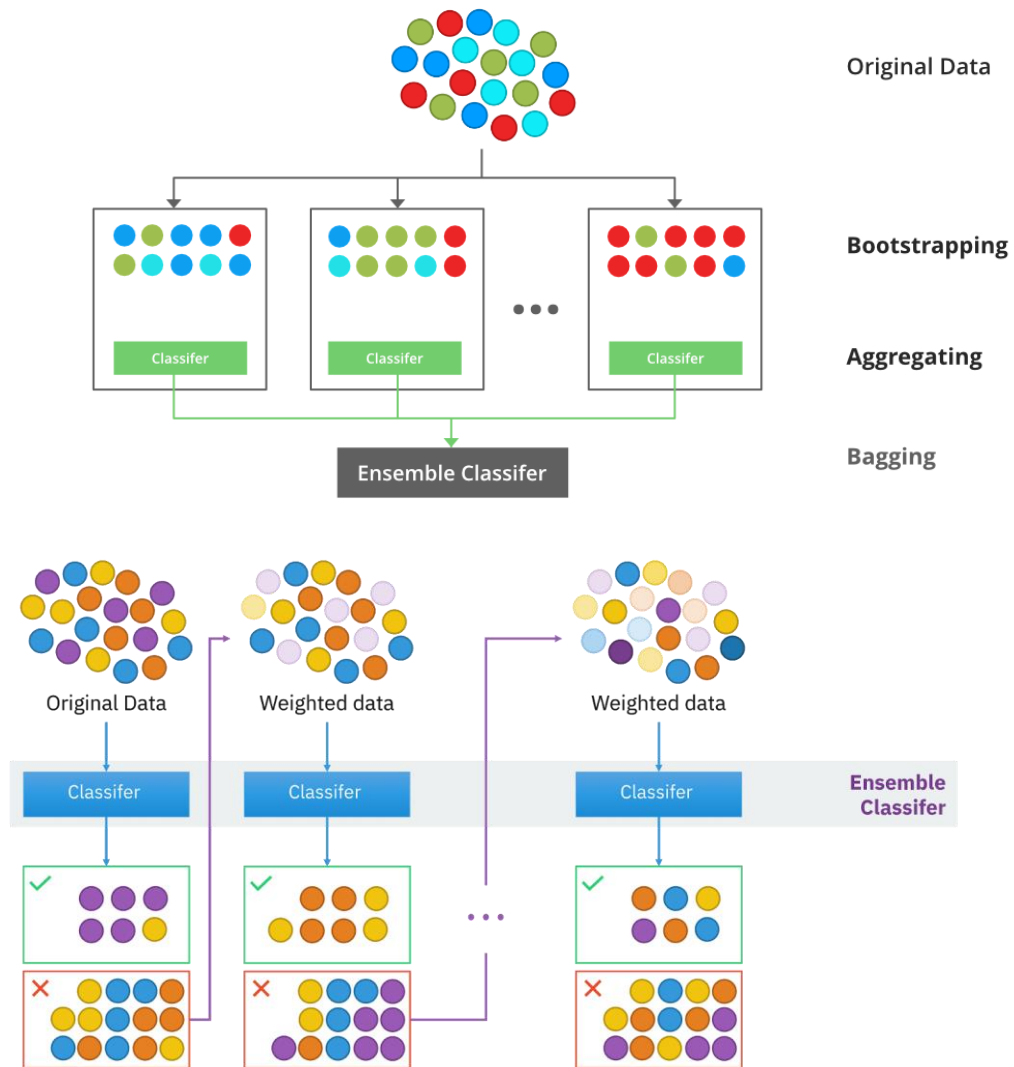 Original Data
Bootstrapping
Classifer
Classifer
Classifer
Aggregating
Ensemble Classifer
Bagging
Original Data
Weighted data
Weighted data
Classifer
Classifer
Classifer
Ensemble
Classifer